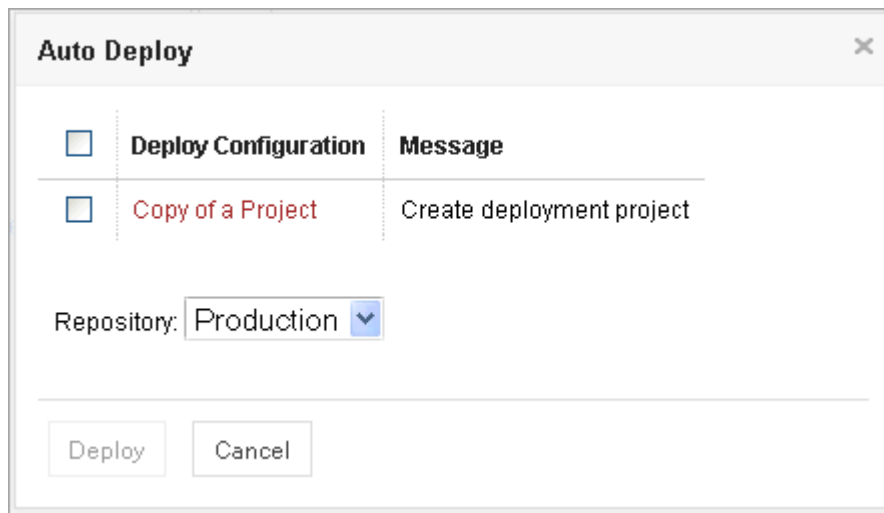 Auto Deploy
Deploy Configuration Message
Copy of a Project Create deployment project
Repository: Production
Deploy Cancel